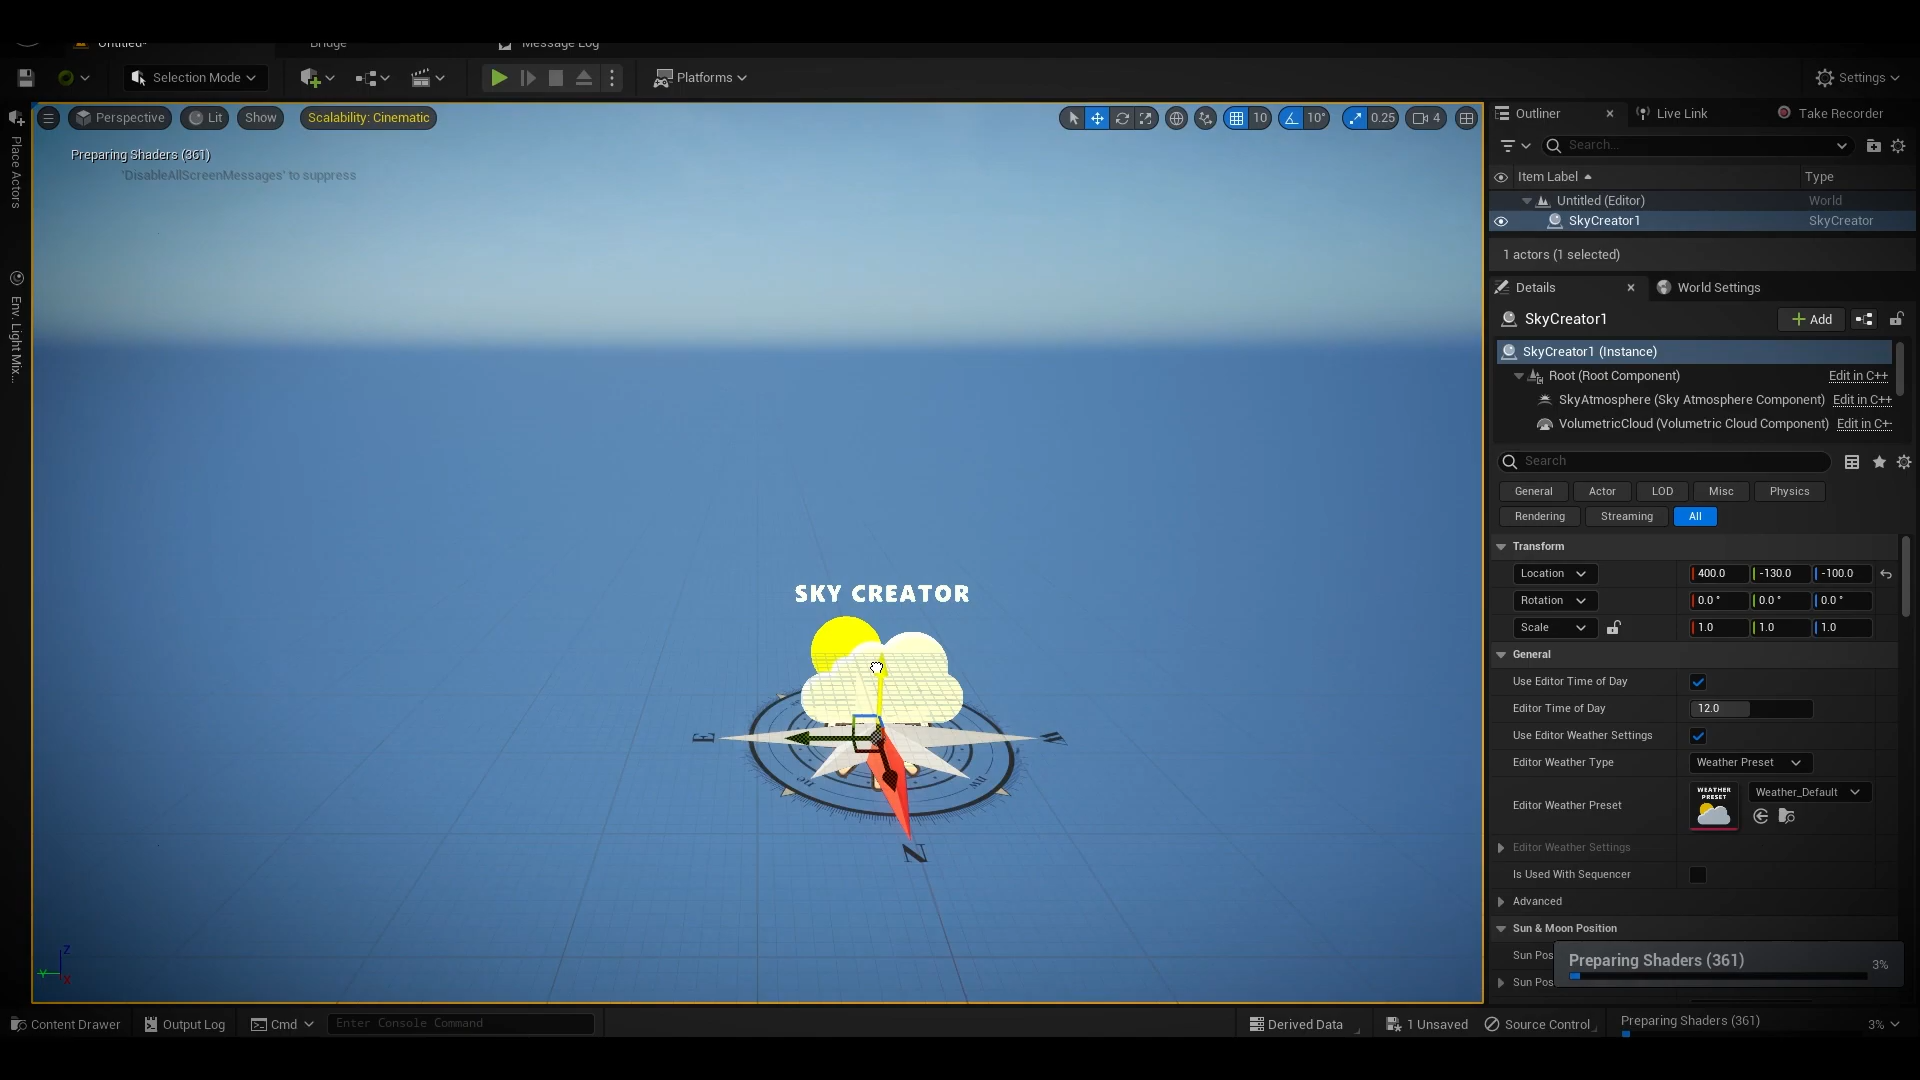 Untitled*
Bridge
Message Log
Selection Mode
Platforms
Settings
Perspective
Lit
Show
Scalability: Cinematic
10
10°
0.25
4
Preparing Shaders (361)
'DisableAllScreenMessages' to suppress
Place Actors
Env. Light Mix...
SKY CREATOR
E
W
N
Z
Y
X
Outliner
Live Link
Take Recorder
Search...
Item Label
Type
Untitled (Editor)
World
SkyCreator1
SkyCreator
1 actors (1 selected)
Details
World Settings
SkyCreator1
Add
SkyCreator1 (Instance)
Root (Root Component)
Edit in C++
SkyAtmosphere (Sky Atmosphere Component)
Edit in C++
VolumetricCloud (Volumetric Cloud Component)
Edit in C+
Search
General
Actor
LOD
Misc
Physics
Rendering
Streaming
All
Transform
Location
400.0
-130.0
-100.0
Rotation
0.0 °
0.0 °
0.0 °
Scale
1.0
1.0
1.0
General
Use Editor Time of Day
Editor Time of Day
12.0
Use Editor Weather Settings
Editor Weather Type
Weather Preset
Editor Weather Preset
WEATHER
PRESET
Weather_Default
Editor Weather Settings
Is Used With Sequencer
Advanced
Sun & Moon Position
Sun Pos
Sun Pos
Preparing Shaders (361)
3%
Content Drawer
Output Log
Cmd
Enter Console Command
Derived Data
1 Unsaved
Source Control
Preparing Shaders (361)
3%